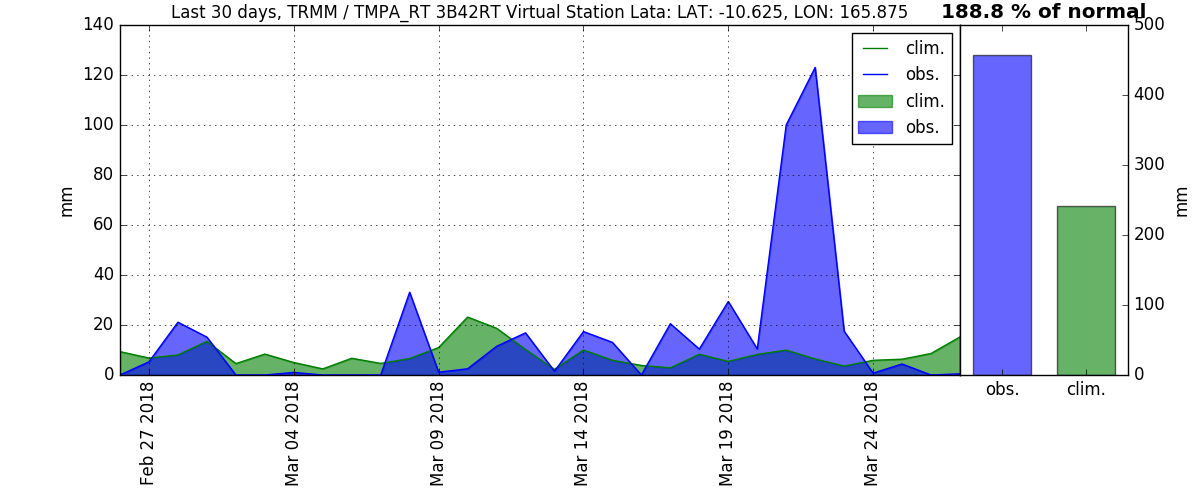 Last 30 days, TRMM / TMPA_RT 3B42RT Virtual Station Lata: LAT: -10.625, LON: 165.875
188.8 % of normal
140
120
100
80
60
40
20
0
mm
clim.
obs.
clim.
obs.
Feb 27 2018
Mar 04 2018
Mar 09 2018
Mar 14 2018
Mar 19 2018
Mar 24 2018
500
400
300
200
100
0
mm
obs.
clim.